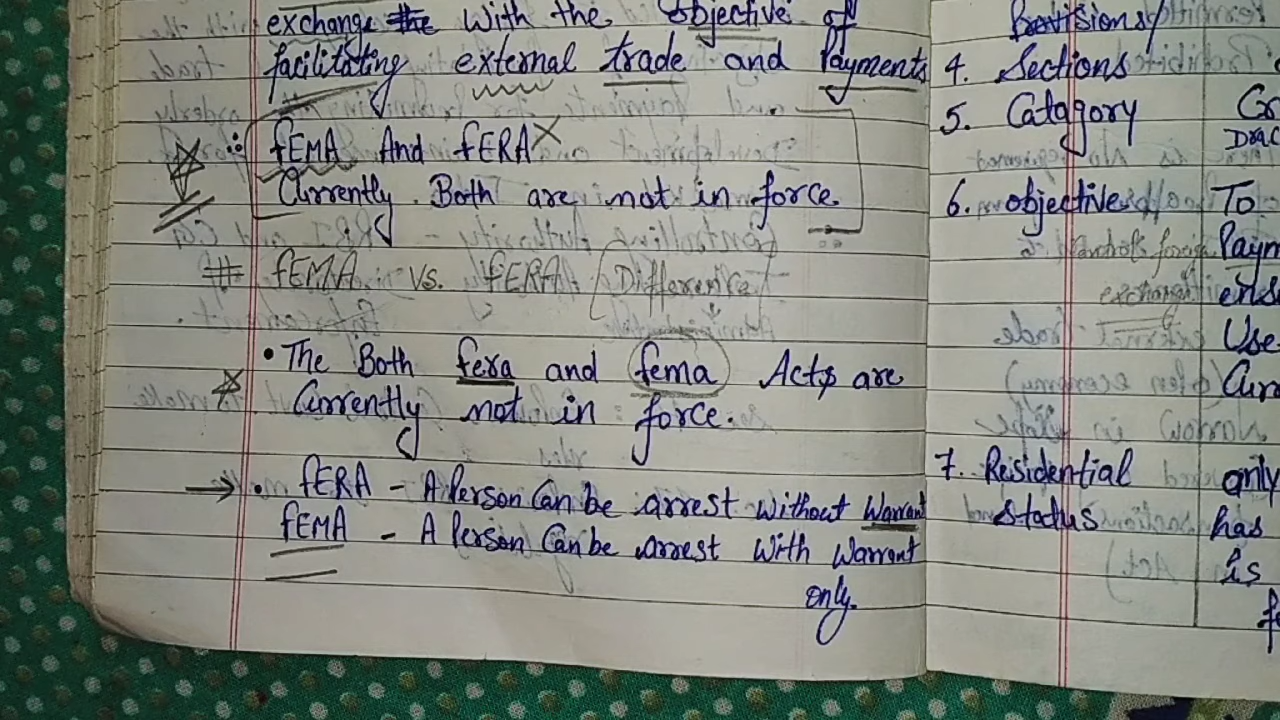 exchange the With the objective of
facilitating external trade and Payments
∴ fEMA And fERA X
Currently Both are not in force.
# fEMA vs. fERA (Difference)
• The Both fera and fema Acts are
Currently not in force.
→ • fERA - A Person Can be arrest without Warrant
fEMA - A Person Can be arrest With Warrant
only.
Provisions/
4. Sections
5. Catagory
6. objective To
Use
7. Residential only
status has
is